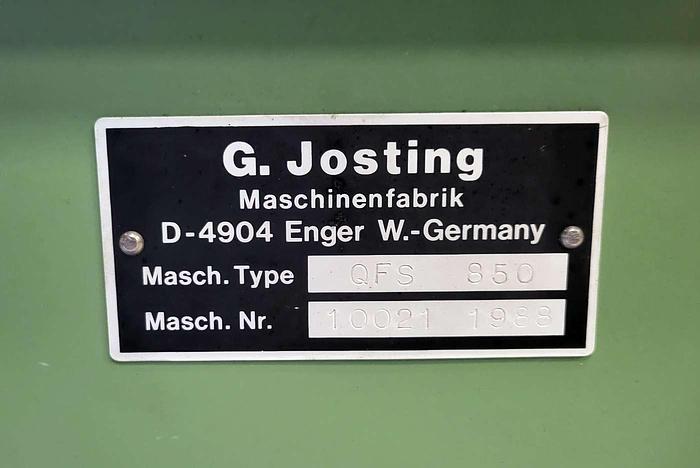 G. Josting
Maschinenfabrik
D-4904 Enger W.-Germany
Masch. Type QFS 850
Masch. Nr. 10021 1988